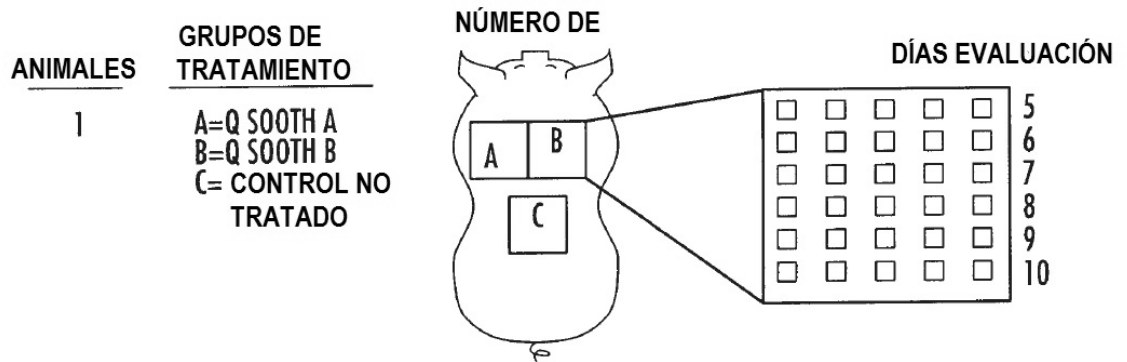 ANIMALES
1
GRUPOS DE
TRATAMIENTO
A=Q SOOTH A
B=Q SOOTH B
C= CONTROL NO
TRATADO
NÚMERO DE
A
B
C
DÍAS EVALUACIÓN
5
6
7
8
9
10